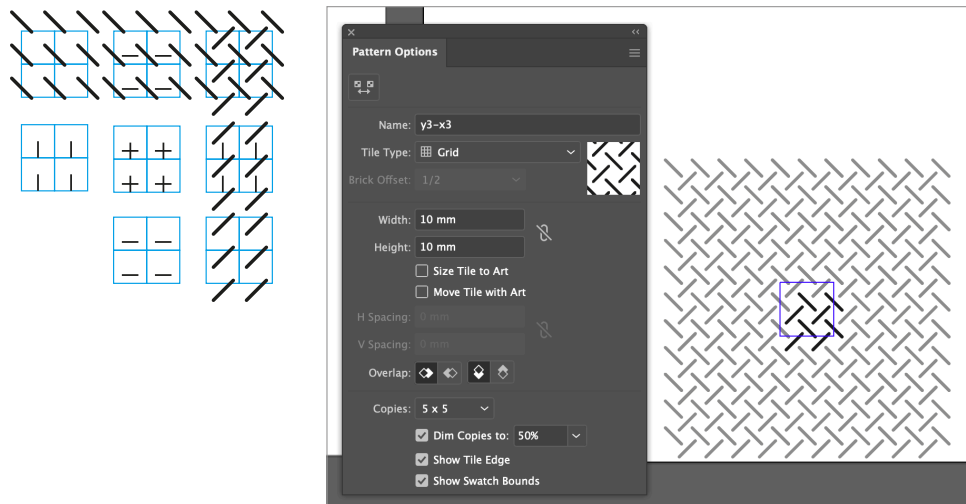 Pattern Options
Name: y3-x3
Tile Type: Grid
Brick Offset: 1/2
Width: 10 mm
Height: 10 mm
Size Tile to Art
Move Tile with Art
H Spacing: 0 mm
V Spacing: 0 mm
Overlap:
Copies: 5 x 5
Dim Copies to: 50%
Show Tile Edge
Show Swatch Bounds